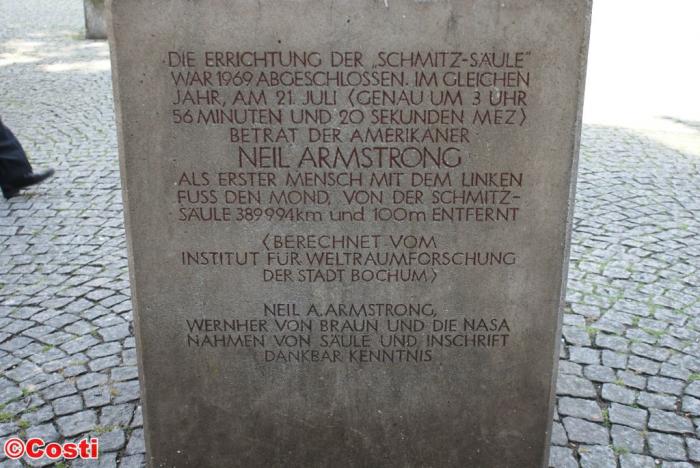 DIE ERRICHTUNG DER „SCHMITZ-SÄULE“
WAR 1969 ABGESCHLOSSEN. IM GLEICHEN
JAHR, AM 21. JULI ‹GENAU UM 3 UHR
56 MINUTEN UND 20 SEKUNDEN MEZ›
BETRAT DER AMERIKANER
NEIL ARMSTRONG
ALS ERSTER MENSCH MIT DEM LINKEN
FUSS DEN MOND, VON DER SCHMITZ-
SÄULE 389994km und 100m ENTFERNT
‹BERECHNET VOM
INSTITUT FÜR WELTRAUMFORSCHUNG
DER STADT BOCHUM›
NEIL A. ARMSTRONG,
WERNHER VON BRAUN UND DIE NASA
NAHMEN VON SÄULE UND INSCHRIFT
DANKBAR KENNTNIS
©Costi